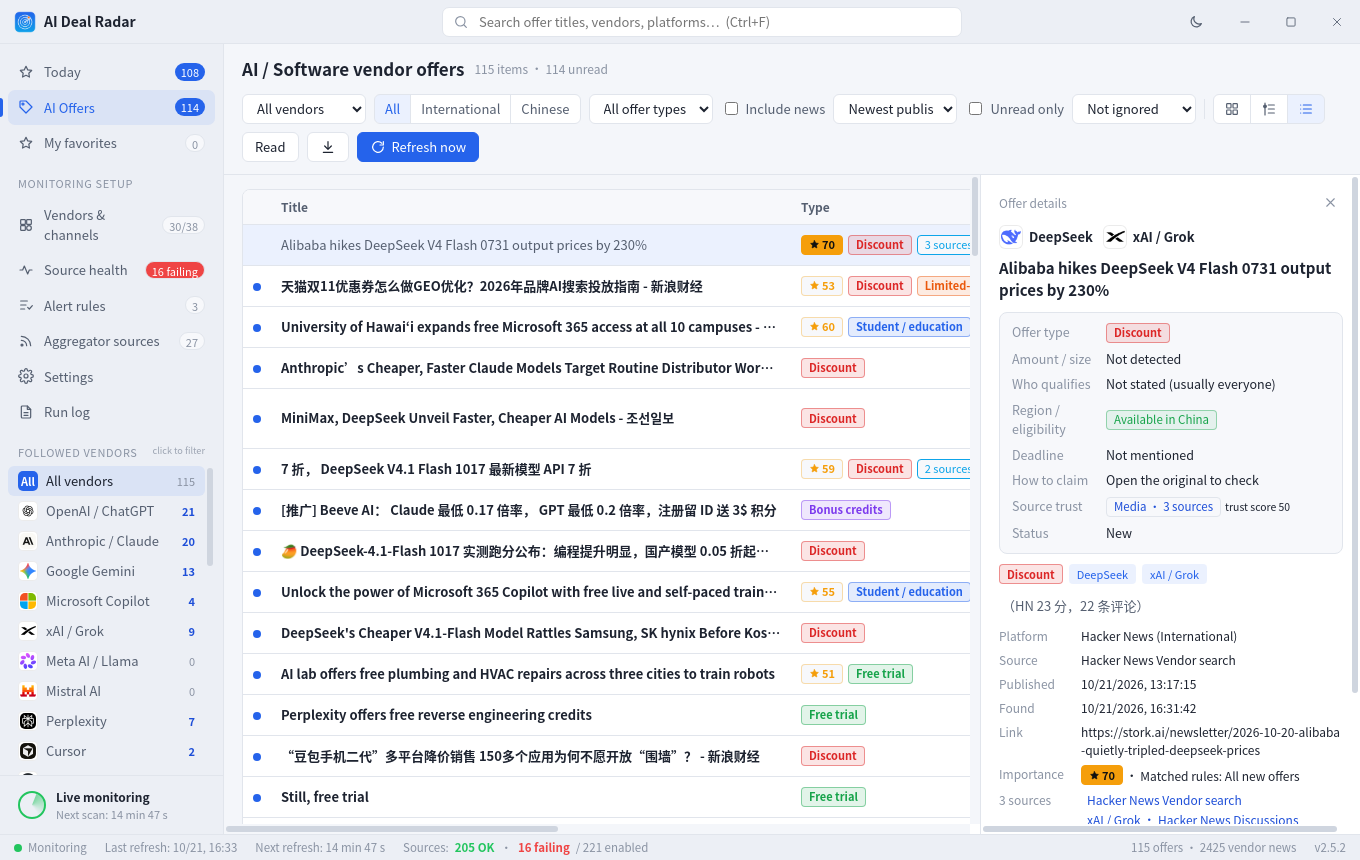 AI Deal Radar
Search offer titles, vendors, platforms… (Ctrl+F)
Today 108
AI Offers 114
My favorites 0
MONITORING SETUP
Vendors & channels 30/38
Source health 16 failing
Alert rules 3
Aggregator sources 27
Settings
Run log
FOLLOWED VENDORS click to filter
All All vendors 115
OpenAI / ChatGPT 21
Anthropic / Claude 20
Google Gemini 13
Microsoft Copilot 4
xAI / Grok 9
Meta AI / Llama 0
Mistral AI 0
Perplexity 7
Cursor 2
Live monitoring
Next scan: 14 min 47 s
AI / Software vendor offers 115 items · 114 unread
All vendors All International Chinese All offer types Include news Newest publis Unread only Not ignored
Read Refresh now
Title Type
Alibaba hikes DeepSeek V4 Flash 0731 output prices by 230% ★ 70 Discount 3 sources
天猫双11优惠券怎么做GEO优化？2026年品牌AI搜索投放指南 - 新浪财经 ★ 53 Discount Limited-
University of Hawaiʻi expands free Microsoft 365 access at all 10 campuses - … ★ 60 Student / education
Anthropic’s Cheaper, Faster Claude Models Target Routine Distributor Wor… Discount
MiniMax, DeepSeek Unveil Faster, Cheaper AI Models - 조선일보 Discount
7 折， DeepSeek V4.1 Flash 1017 最新模型 API 7 折 ★ 59 Discount 2 sources
[推广] Beeve AI： Claude 最低 0.17 倍率， GPT 最低 0.2 倍率，注册留 ID 送 3$ 积分 Bonus credits
🥭 DeepSeek-4.1-Flash 1017 实测跑分公布：编程提升明显，国产模型 0.05 折起… Discount
Unlock the power of Microsoft 365 Copilot with free live and self-paced train… ★ 55 Student / education
DeepSeek's Cheaper V4.1-Flash Model Rattles Samsung, SK hynix Before Kos… Discount
AI lab offers free plumbing and HVAC repairs across three cities to train robots ★ 51 Free trial
Perplexity offers free reverse engineering credits Free trial
“豆包手机二代”多平台降价销售 150多个应用为何不愿开放“围墙”？ - 新浪财经 Discount
Still, free trial Free trial
Offer details
DeepSeek xAI / Grok
Alibaba hikes DeepSeek V4 Flash 0731 output
prices by 230%
Offer type Discount
Amount / size Not detected
Who qualifies Not stated (usually everyone)
Region / eligibility Available in China
Deadline Not mentioned
How to claim Open the original to check
Source trust Media · 3 sources trust score 50
Status New
Discount DeepSeek xAI / Grok
（HN 23 分，22 条评论）
Platform Hacker News (International)
Source Hacker News Vendor search
Published 10/21/2026, 13:17:15
Found 10/21/2026, 16:31:42
Link https://stork.ai/newsletter/2026-10-20-alibaba
-quietly-tripled-deepseek-prices
Importance ★ 70 · Matched rules: All new offers
3 sources Hacker News Vendor search
xAI / Grok · Hacker News Discussions
Monitoring Last refresh: 10/21, 16:33 Next refresh: 14 min 47 s Sources: 205 OK · 16 failing / 221 enabled 115 offers · 2425 vendor news v2.5.2